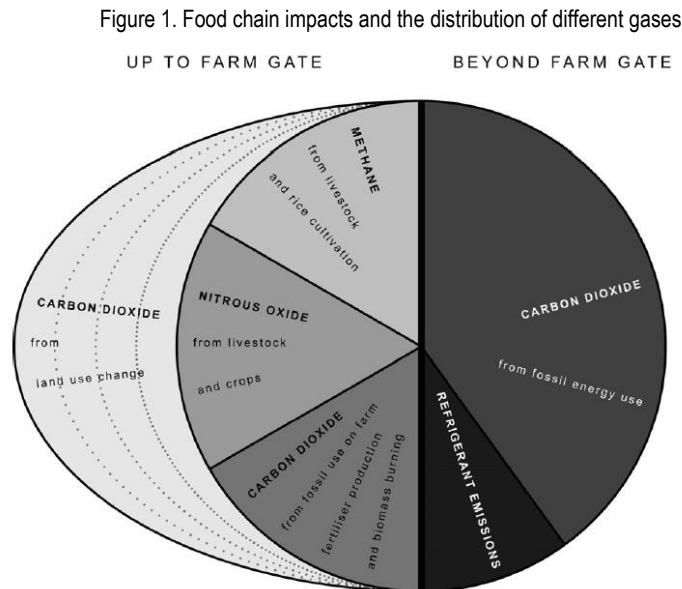 Figure 1. Food chain impacts and the distribution of different gases
UP TO FARM GATE
BEYOND FARM GATE
METHANE
from livestock
and rice cultivation
CARBON DIOXIDE
from
land use change
NITROUS OXIDE
from livestock
and crops
CARBON DIOXIDE
from fossil use on farm
fertiliser production
and biomass burning
CARBON DIOXIDE
from fossil energy use
REFRIGERANT EMISSIONS